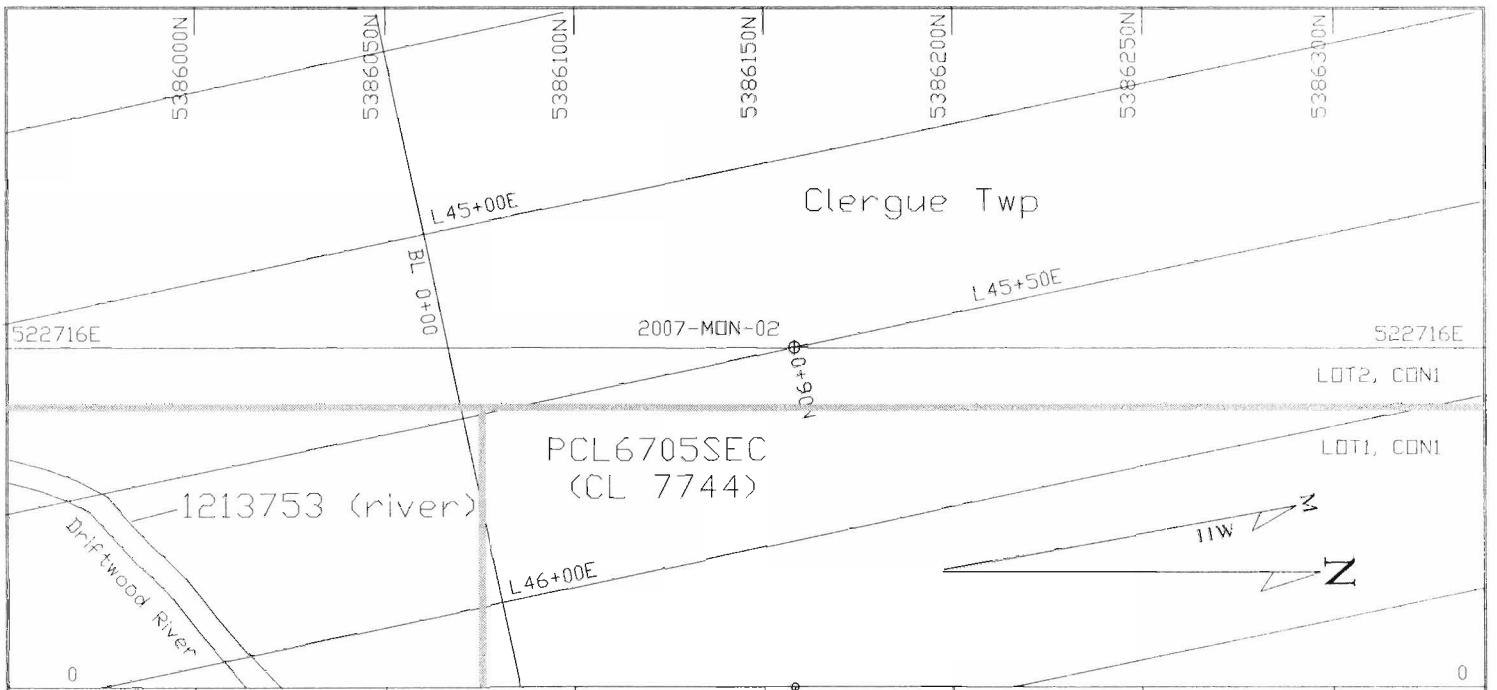 5386000N
5386050N
5386100N
5386150N
5386200N
5386250N
5386300N
Clergue Twp
L45+00E
BL 0+00
L45+50E
522716E
2007-MON-02
522716E
0+90N
LOT2, CON1
PCL6705SEC
(CL 7744)
LOT1, CON1
1213753 (river)
Driftwood River
11W
M
N
L46+00E
0
0